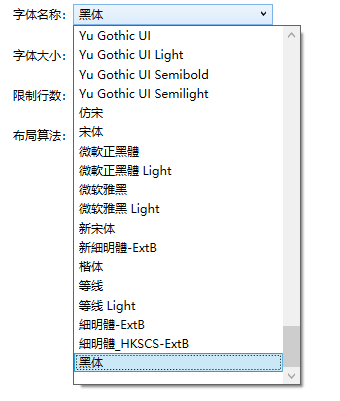 字体名称： 黑体
Yu Gothic UI
字体大小： Yu Gothic UI Light
Yu Gothic UI Semibold
限制行数： Yu Gothic UI Semilight
仿宋
布局算法： 宋体
微軟正黑體
微軟正黑體 Light
微软雅黑
微软雅黑 Light
新宋体
新細明體-ExtB
楷体
等线
等线 Light
細明體-ExtB
細明體_HKSCS-ExtB
黑体